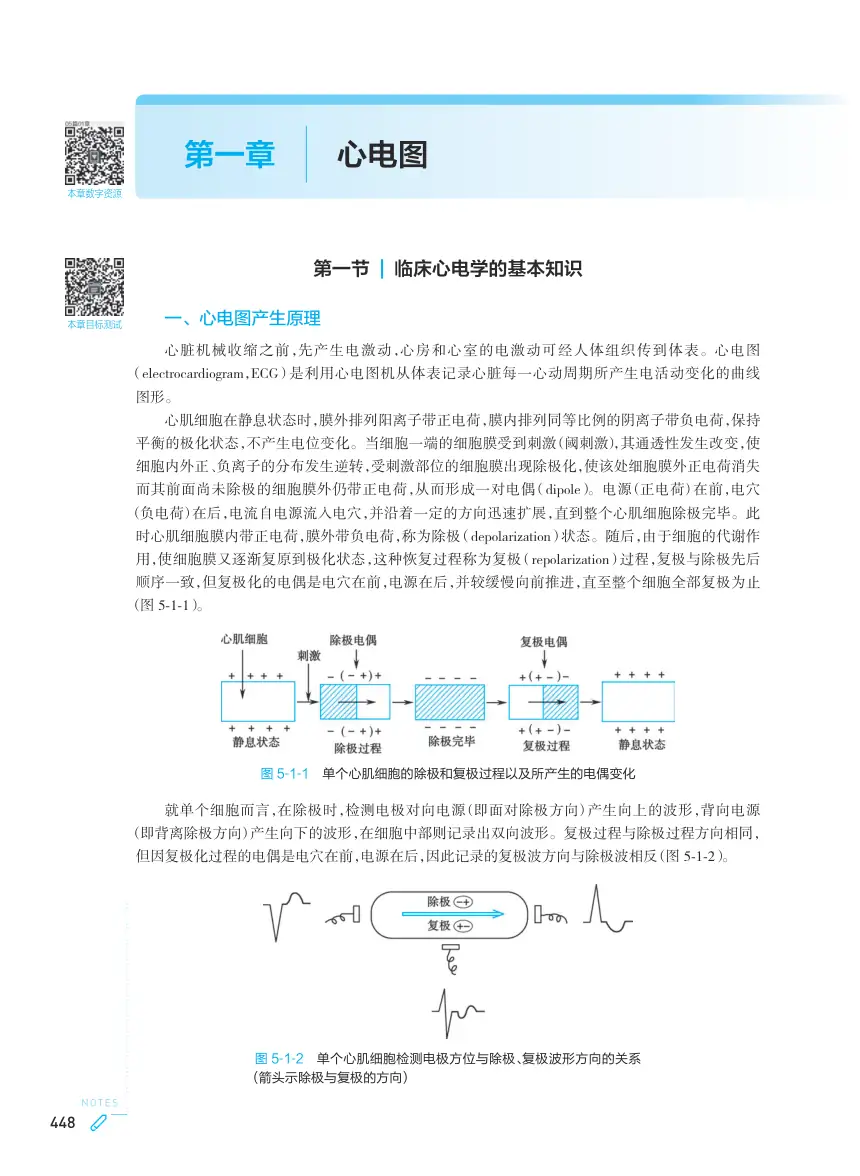 05篇01章
本章数字资源
第一章
心电图
本章目标测试
第一节 | 临床心电学的基本知识
一、心电图产生原理
心脏机械收缩之前,先产生电激动,心房和心室的电激动可经人体组织传到体表。心电图
(electrocardiogram,ECG)是利用心电图机从体表记录心脏每一心动周期所产生电活动变化的曲线
图形。
心肌细胞在静息状态时,膜外排列阳离子带正电荷,膜内排列同等比例的阴离子带负电荷,保持
平衡的极化状态,不产生电位变化。当细胞一端的细胞膜受到刺激(阈刺激),其通透性发生改变,使
细胞内外正、负离子的分布发生逆转,受刺激部位的细胞膜出现除极化,使该处细胞膜外正电荷消失
而其前面尚未除极的细胞膜外仍带正电荷,从而形成一对电偶(dipole)。电源(正电荷)在前,电穴
(负电荷)在后,电流自电源流入电穴,并沿着一定的方向迅速扩展,直到整个心肌细胞除极完毕。此
时心肌细胞膜内带正电荷,膜外带负电荷,称为除极(depolarization)状态。随后,由于细胞的代谢作
用,使细胞膜又逐渐复原到极化状态,这种恢复过程称为复极(repolarization)过程,复极与除极先后
顺序一致,但复极化的电偶是电穴在前,电源在后,并较缓慢向前推进,直至整个细胞全部复极为止
(图 5-1-1)。
心肌细胞 刺激 除极电偶 复极电偶
+ + + + - (- +)+ - - - - +(+ -)- + + + +
+ + + + - (- +)+ - - - - +(+ -)- + + + +
静息状态 除极过程 除极完毕 复极过程 静息状态
图 5-1-1 单个心肌细胞的除极和复极过程以及所产生的电偶变化
就单个细胞而言,在除极时,检测电极对向电源(即面对除极方向)产生向上的波形,背向电源
(即背离除极方向)产生向下的波形,在细胞中部则记录出双向波形。复极过程与除极过程方向相同,
但因复极化过程的电偶是电穴在前,电源在后,因此记录的复极波方向与除极波相反(图 5-1-2)。
除极 -+
复极 +-
图 5-1-2 单个心肌细胞检测电极方位与除极、复极波形方向的关系
(箭头示除极与复极的方向)
NOTES
448